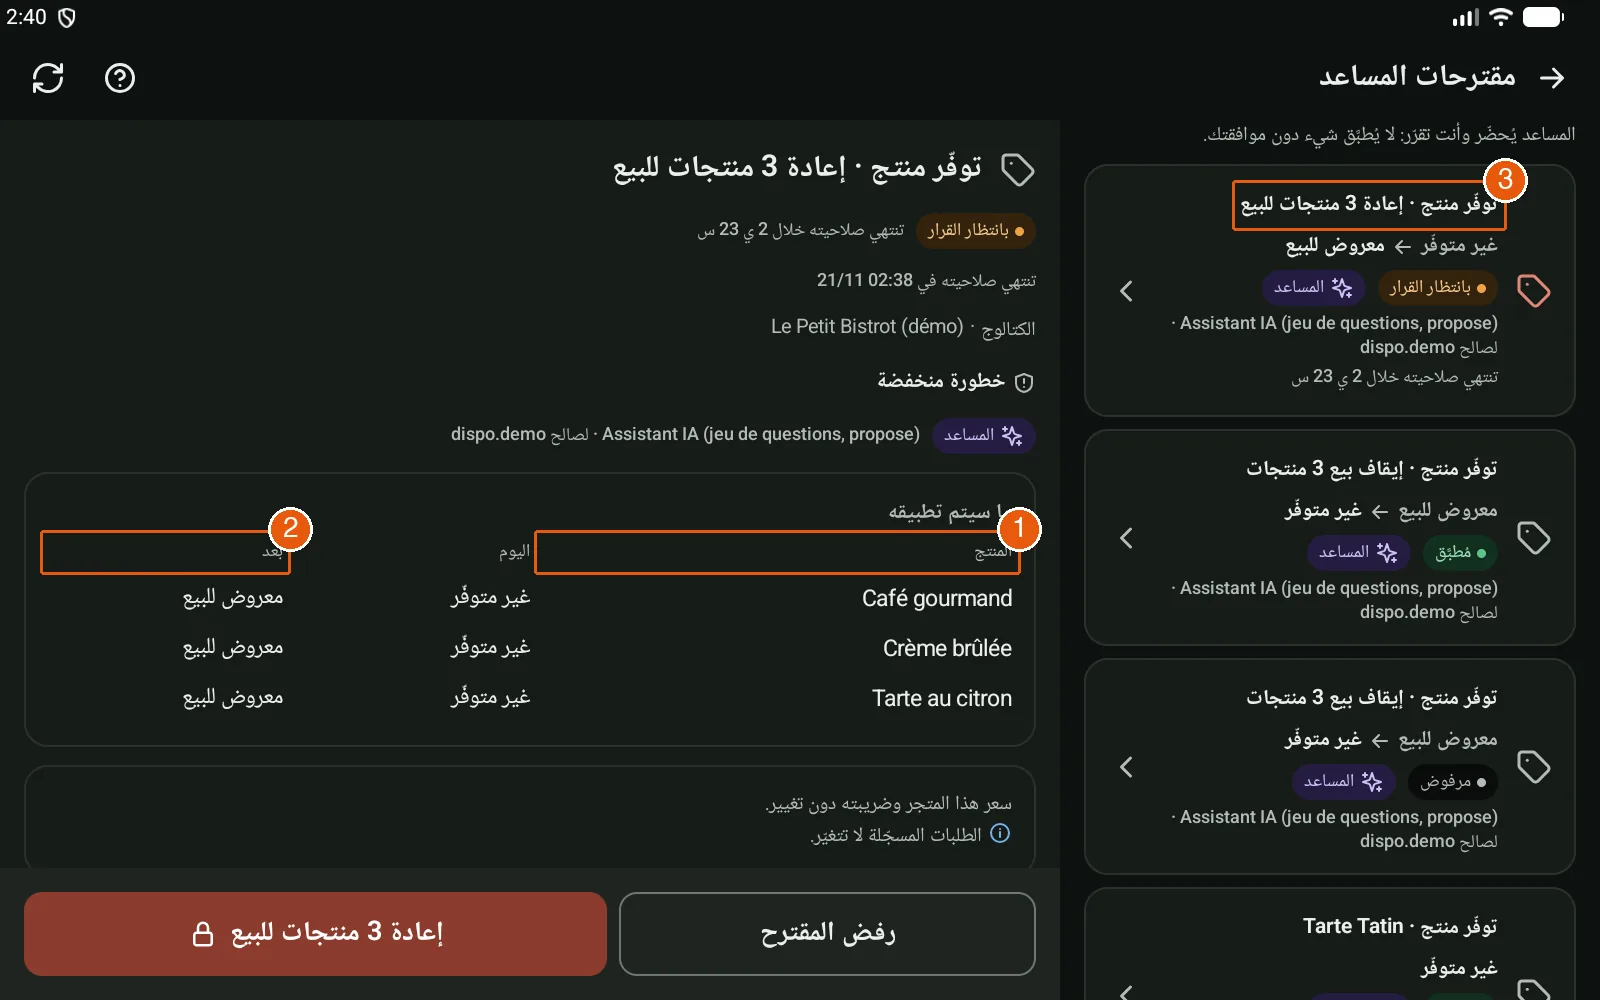 2:40
مقترحات المساعد
المساعد يُحضّر وأنت تقرّر: لا يُطبَّق شيء دون موافقتك.
3
توفّر منتج · إعادة 3 منتجات للبيع
غير متوفّر ← معروض للبيع
بانتظار القرار
المساعد
Assistant IA (jeu de questions, propose) ·
لصالح dispo.demo
تنتهي صلاحيته خلال 2 ي 23 س
توفّر منتج · إيقاف بيع 3 منتجات
معروض للبيع ← غير متوفّر
مُطبَّق
المساعد
Assistant IA (jeu de questions, propose) ·
لصالح dispo.demo
توفّر منتج · إيقاف بيع 3 منتجات
معروض للبيع ← غير متوفّر
مرفوض
المساعد
Assistant IA (jeu de questions, propose) ·
لصالح dispo.demo
توفّر منتج · Tarte Tatin
غير متوفّر
توفّر منتج · إعادة 3 منتجات للبيع
بانتظار القرار
تنتهي صلاحيته خلال 2 ي 23 س
تنتهي صلاحيته في 02:38 21/11
الكتالوج · Le Petit Bistrot (démo)
خطورة منخفضة
المساعد
Assistant IA (jeu de questions, propose) · لصالح dispo.demo
سيتم تطبيقه
1
2
المنتج اليوم بعد
Café gourmand غير متوفّر معروض للبيع
Crème brûlée غير متوفّر معروض للبيع
Tarte au citron غير متوفّر معروض للبيع
سعر هذا المتجر وضريبته دون تغيير.
الطلبات المسجّلة لا تتغيّر.
رفض المقترح
إعادة 3 منتجات للبيع